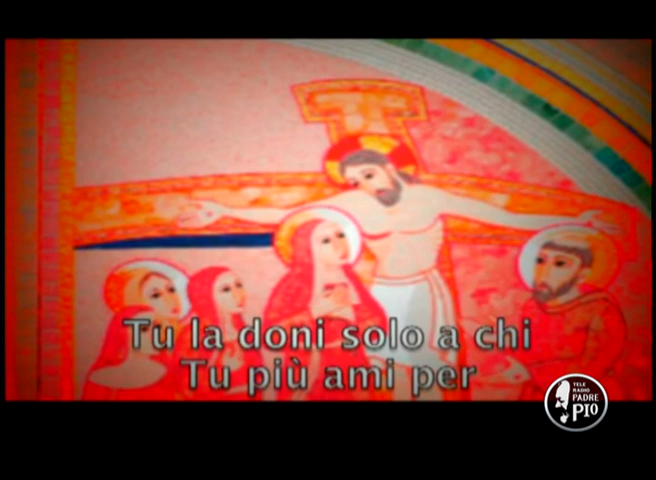 Tu la doni solo a chi
Tu più ami per
TELE
RADIO
PADRE
PIO